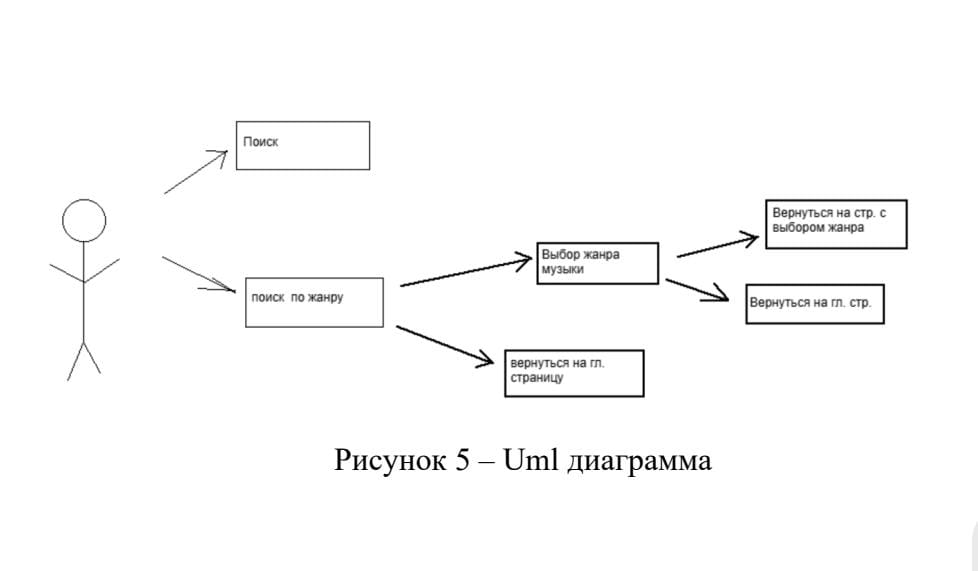 Поиск
поиск по жанру
Выбор жанра
музыки
вернуться на гл.
страницу
Вернуться на стр. с
выбором жанра
Вернуться на гл. стр.
Рисунок 5 – Uml диаграмма